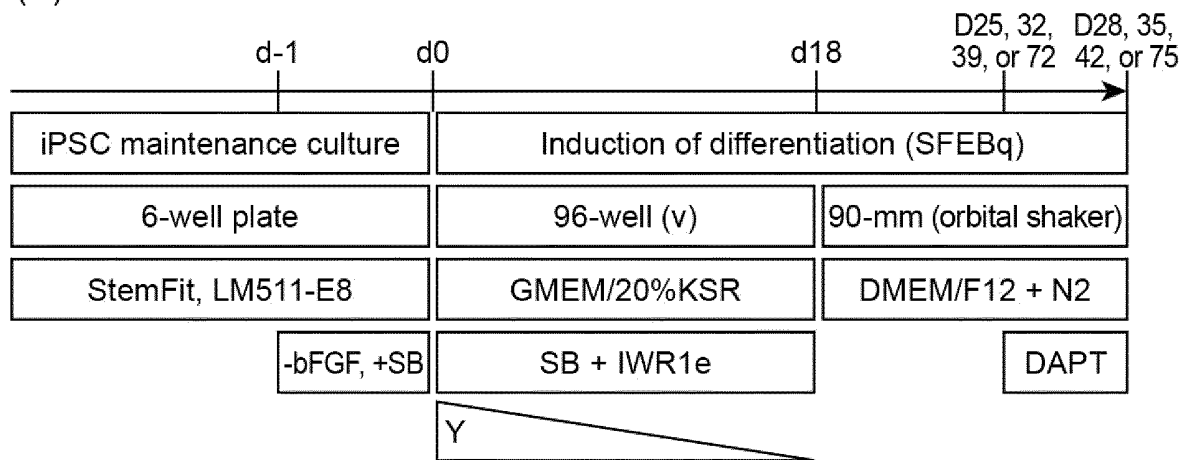 D25, 32, D28, 35,
d-1 d0 d18 39, or 72 42, or 75
iPSC maintenance culture Induction of differentiation (SFEBq)
6-well plate 96-well (v) 90-mm (orbital shaker)
StemFit, LM511-E8 GMEM/20%KSR DMEM/F12 + N2
-bFGF, +SB SB + IWR1e DAPT
Y